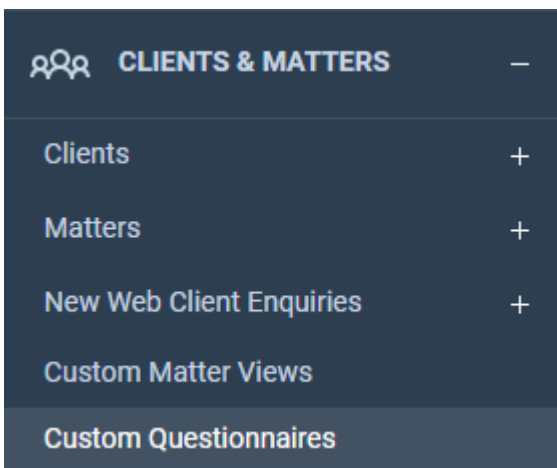 CLIENTS & MATTERS –
Clients +
Matters +
New Web Client Enquiries +
Custom Matter Views
Custom Questionnaires